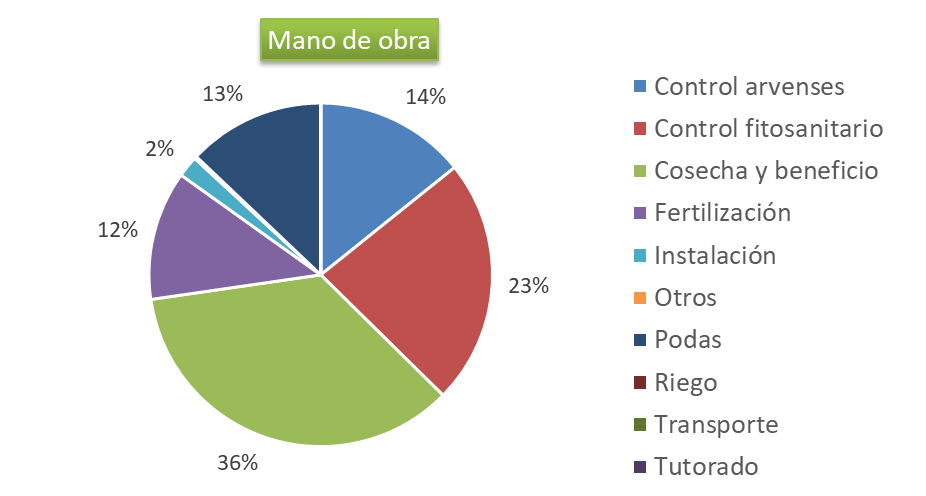 Mano de obra
14%
23%
36%
12%
2%
13%
Control arvenses
Control fitosanitario
Cosecha y beneficio
Fertilización
Instalación
Otros
Podas
Riego
Transporte
Tutorado